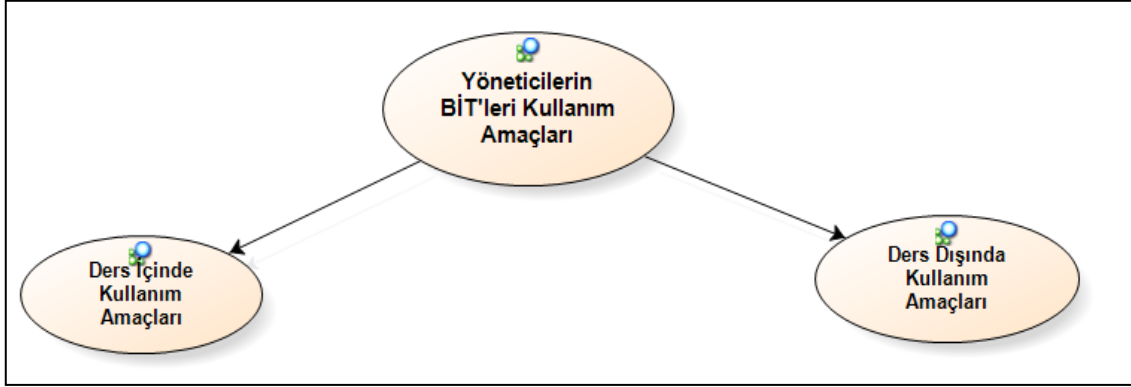 Yöneticilerin
BİT'leri Kullanım
Amaçları
Ders İçinde
Kullanım
Amaçları
Ders Dışında
Kullanım
Amaçları